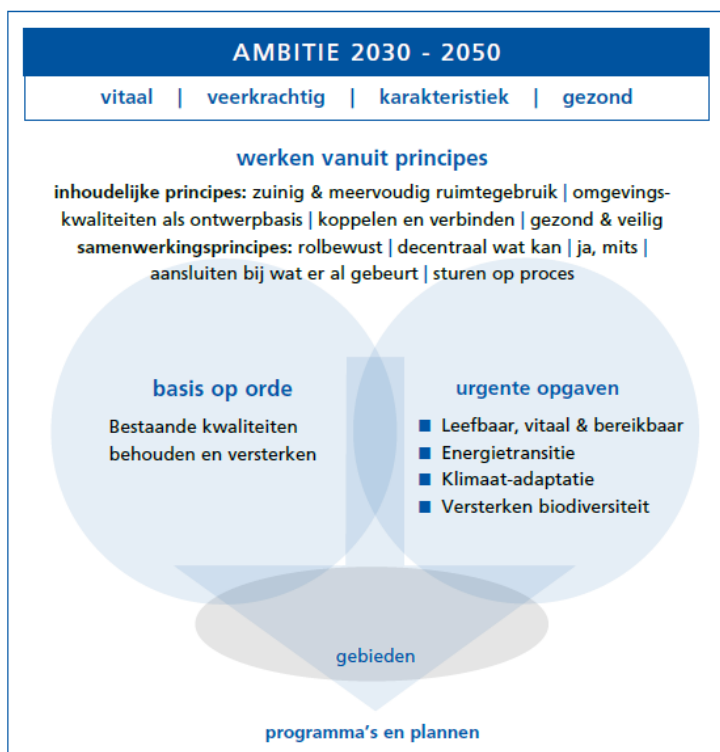 AMBITIE 2030 - 2050
vitaal | veerkrachtig | karakteristiek | gezond
werken vanuit principes
inhoudelijke principes: zuinig & meervoudig ruimtegebruik | omgevings-
kwaliteiten als ontwerpbasis | koppelen en verbinden | gezond & veilig
samenwerkingsprincipes: rolbewust | decentraal wat kan | ja, mits |
aansluiten bij wat er al gebeurt | sturen op proces
basis op orde
Bestaande kwaliteiten
behouden en versterken
urgente opgaven
■ Leefbaar, vitaal & bereikbaar
■ Energietransitie
■ Klimaat-adaptatie
■ Versterken biodiversiteit
gebieden
programma's en plannen